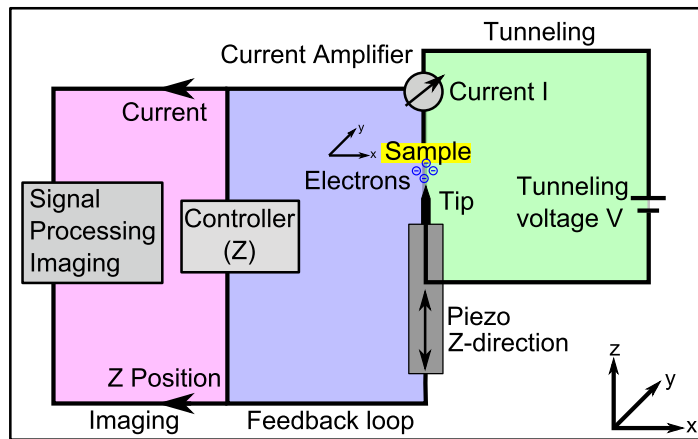 Tunneling
Current Amplifier
Current
Current I
y
x
Sample
Electrons
Signal
Processing
Imaging
Controller
(Z)
Tip
Tunneling
voltage V
Piezo
Z-direction
Z Position
Imaging
Feedback loop
z
y
x